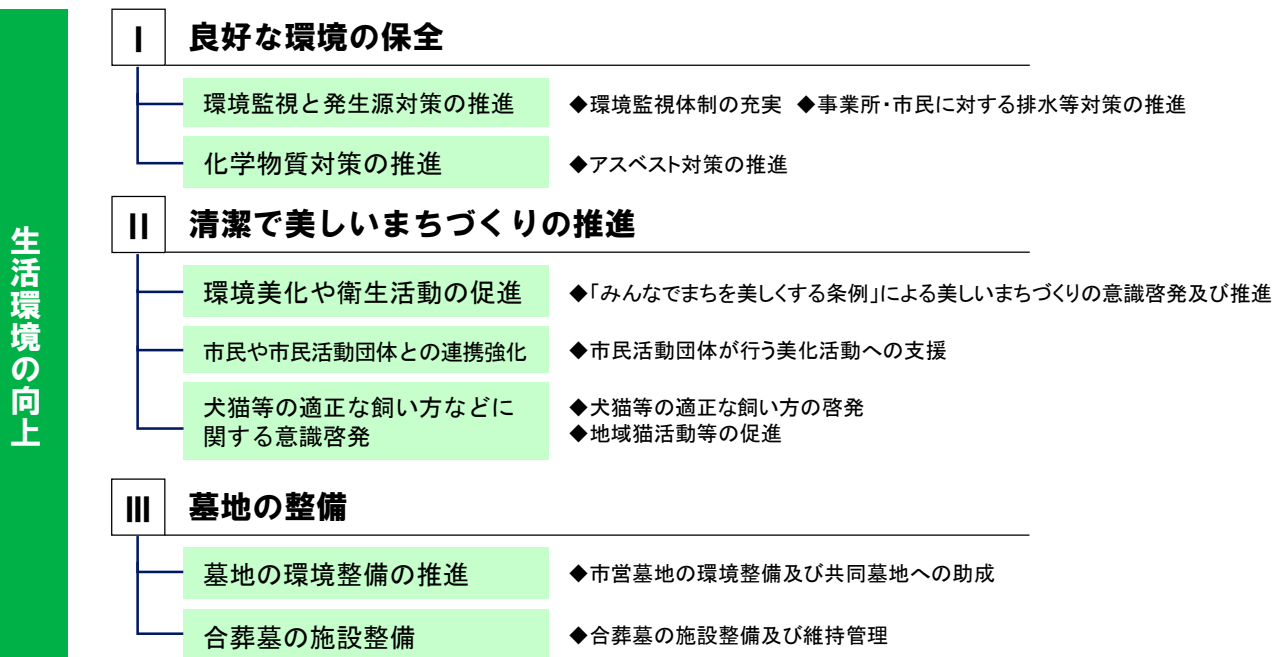 生活環境の向上
I 良好な環境の保全
環境監視と発生源対策の推進 ◆環境監視体制の充実 ◆事業所・市民に対する排水等対策の推進
化学物質対策の推進 ◆アスベスト対策の推進
II 清潔で美しいまちづくりの推進
環境美化や衛生活動の促進 ◆「みんなでまちを美しくする条例」による美しいまちづくりの意識啓発及び推進
市民や市民活動団体との連携強化 ◆市民活動団体が行う美化活動への支援
犬猫等の適正な飼い方などに
関する意識啓発
◆犬猫等の適正な飼い方の啓発
◆地域猫活動等の促進
III 墓地の整備
墓地の環境整備の推進 ◆市営墓地の環境整備及び共同墓地への助成
合葬墓の施設整備 ◆合葬墓の施設整備及び維持管理